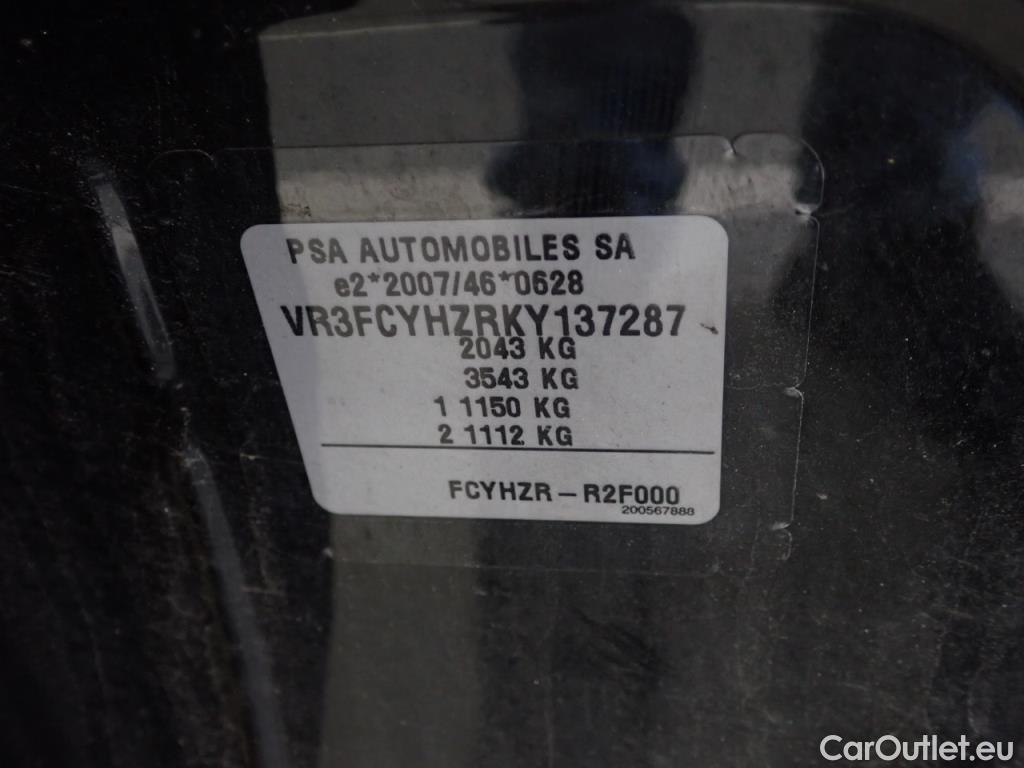 PSA AUTOMOBILES SA
e2*2007/46*0628
VR3FCYHZRKY137287
2043 KG
3543 KG
1 1150 KG
2 1112 KG
FCYHZR – R2F000
200567888
CarOutlet.eu